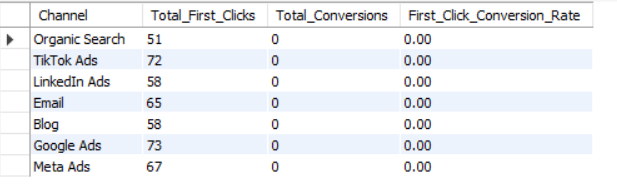 Channel Total_First_Clicks Total_Conversions First_Click_Conversion_Rate
Organic Search 51 0 0.00
TikTok Ads 72 0 0.00
LinkedIn Ads 58 0 0.00
Email 65 0 0.00
Blog 58 0 0.00
Google Ads 73 0 0.00
Meta Ads 67 0 0.00